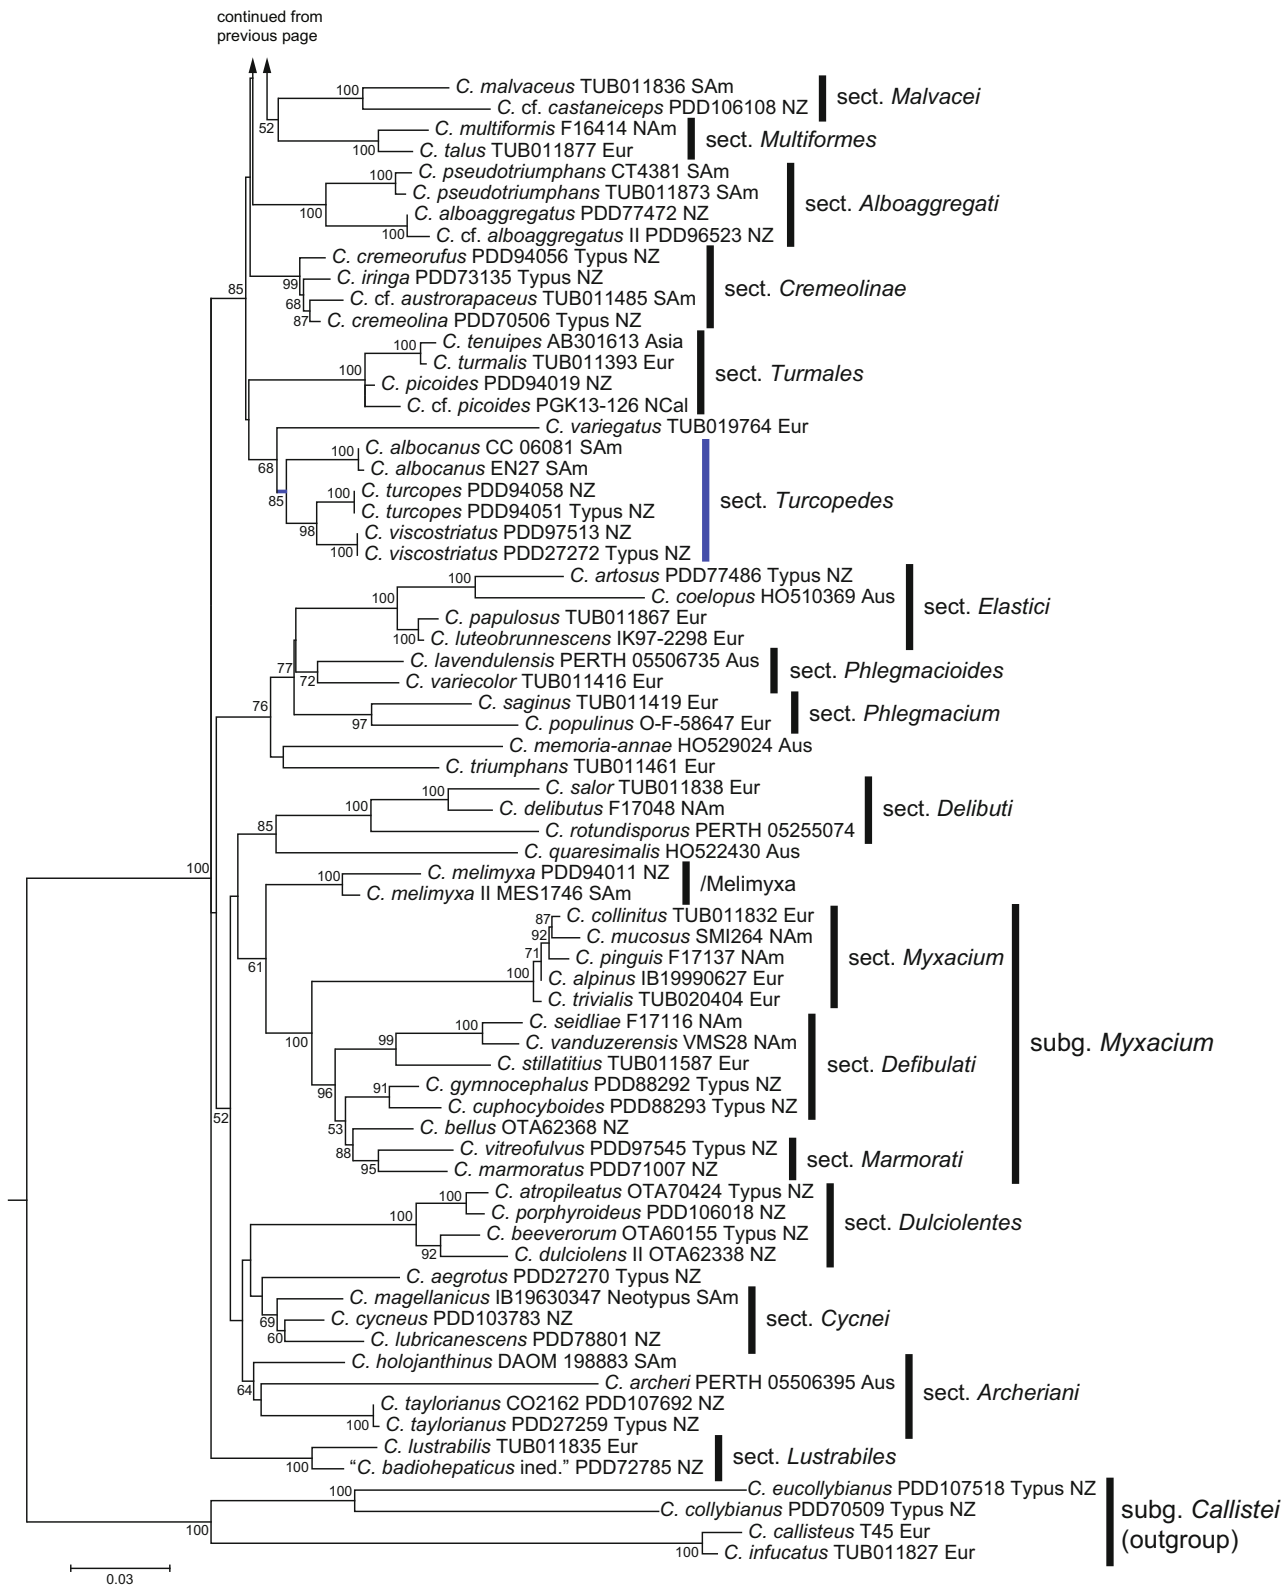 continued from
previous page
100
C. malvaceus TUB011836 SAm
C. cf. castaneiceps PDD106108 NZ
sect. Malvacei
52
C. multiformis F16414 NAm
100
C. talus TUB011877 Eur
sect. Multiformes
100
C. pseudotriumphans CT4381 SAm
C. pseudotriumphans TUB011873 SAm
100
C. alboaggregatus PDD77472 NZ
100
C. cf. alboaggregatus II PDD96523 NZ
sect. Alboaggregati
C. cremeorufus PDD94056 Typus NZ
99
C. iringa PDD73135 Typus NZ
85
68
C. cf. austrorapaceus TUB011485 SAm
87
C. cremeolina PDD70506 Typus NZ
sect. Cremeolinae
100
C. tenuipes AB301613 Asia
C. turmalis TUB011393 Eur
100
C. picoides PDD94019 NZ
C. cf. picoides PGK13-126 NCal
sect. Turmales
C. variegatus TUB019764 Eur
68
100
C. albocanus CC 06081 SAm
C. albocanus EN27 SAm
85
100
C. turcopes PDD94058 NZ
C. turcopes PDD94051 Typus NZ
98
C. viscostriatus PDD97513 NZ
100
C. viscostriatus PDD27272 Typus NZ
sect. Turcopedes
100
C. artosus PDD77486 Typus NZ
C. coelopus HO510369 Aus
100
C. papulosus TUB011867 Eur
100
C. luteobrunnescens IK97-2298 Eur
sect. Elastici
77
C. lavendulensis PERTH 05506735 Aus
72
C. variecolor TUB011416 Eur
sect. Phlegmacioides
76
C. saginus TUB011419 Eur
97
C. populinus O-F-58647 Eur
sect. Phlegmacium
C. memoria-annae HO529024 Aus
C. triumphans TUB011461 Eur
100
C. salor TUB011838 Eur
100
C. delibutus F17048 NAm
85
C. rotundisporus PERTH 05255074
sect. Delibuti
C. quaresimalis HO522430 Aus
100
100
C. melimyxa PDD94011 NZ
C. melimyxa II MES1746 SAm
/Melimyxa
61
87
C. collinitus TUB011832 Eur
92
C. mucosus SMI264 NAm
71
C. pinguis F17137 NAm
100
C. alpinus IB19990627 Eur
C. trivialis TUB020404 Eur
sect. Myxacium
100
100
C. seidliae F17116 NAm
99
C. vanduzerensis VMS28 NAm
C. stillatitius TUB011587 Eur
96
91
C. gymnocephalus PDD88292 Typus NZ
C. cuphocyboides PDD88293 Typus NZ
sect. Defibulati
subg. Myxacium
52
53
C. bellus OTA62368 NZ
88
C. vitreofulvus PDD97545 Typus NZ
95
C. marmoratus PDD71007 NZ
sect. Marmorati
100
C. atropileatus OTA70424 Typus NZ
100
C. porphyroideus PDD106018 NZ
C. beeverorum OTA60155 Typus NZ
92
C. dulciolens II OTA62338 NZ
sect. Dulciolentes
C. aegrotus PDD27270 Typus NZ
C. magellanicus IB19630347 Neotypus SAm
69
C. cycneus PDD103783 NZ
60
C. lubricanescens PDD78801 NZ
sect. Cycnei
C. holojanthinus DAOM 198883 SAm
64
C. archeri PERTH 05506395 Aus
C. taylorianus CO2162 PDD107692 NZ
100
C. taylorianus PDD27259 Typus NZ
sect. Archeriani
C. lustrabilis TUB011835 Eur
100
“C. badiohepaticus ined.” PDD72785 NZ
sect. Lustrabiles
100
C. eucollybianus PDD107518 Typus NZ
C. collybianus PDD70509 Typus NZ
100
C. callisteus T45 Eur
100
C. infucatus TUB011827 Eur
subg. Callistei
(outgroup)
0.03